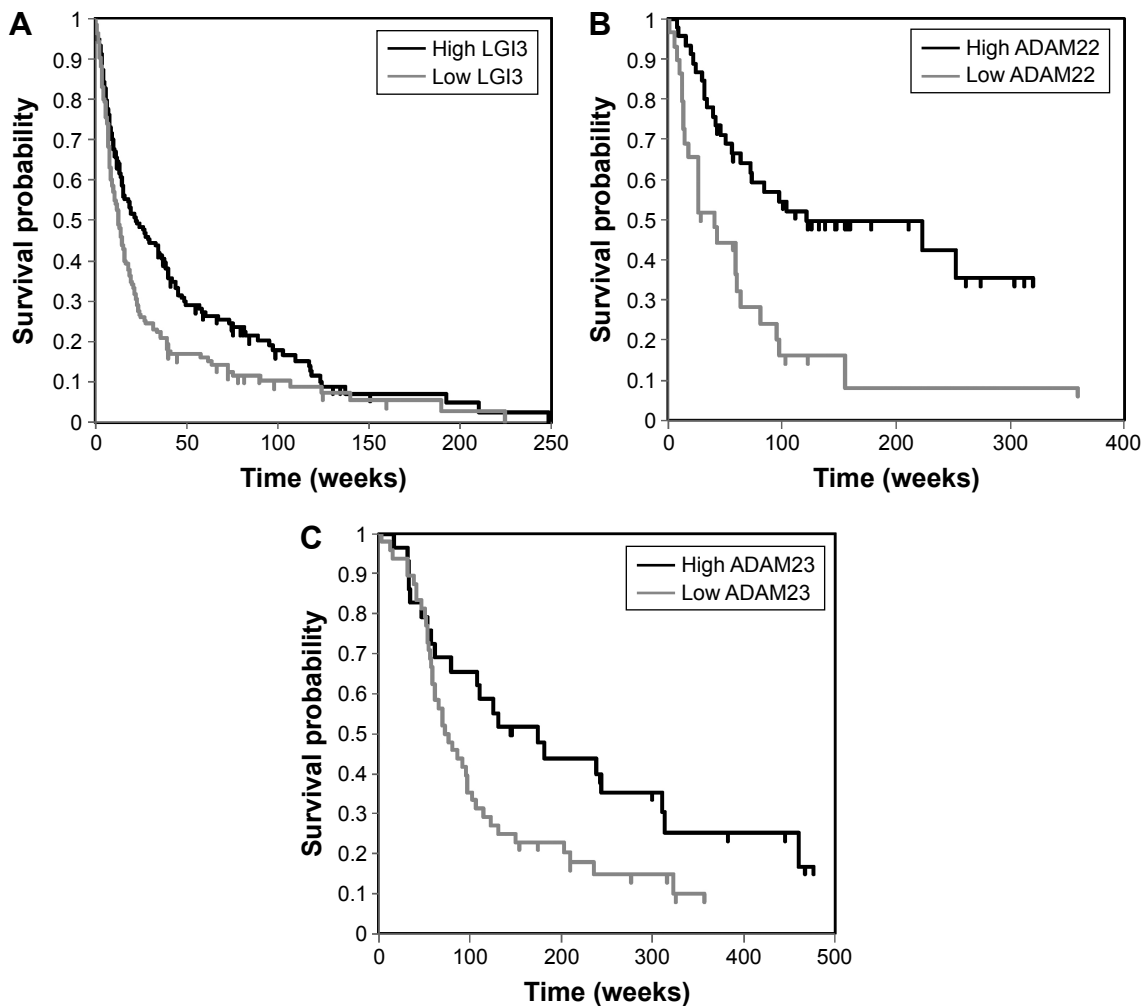 A
High LGI3
Low LGI3
Survival probability
1
0.9
0.8
0.7
0.6
0.5
0.4
0.3
0.2
0.1
0
0 50 100 150 200 250
Time (weeks)
B
High ADAM22
Low ADAM22
Survival probability
1
0.9
0.8
0.7
0.6
0.5
0.4
0.3
0.2
0.1
0
0 100 200 300 400
Time (weeks)
C
High ADAM23
Low ADAM23
Survival probability
1
0.9
0.8
0.7
0.6
0.5
0.4
0.3
0.2
0.1
0
0 100 200 300 400 500
Time (weeks)